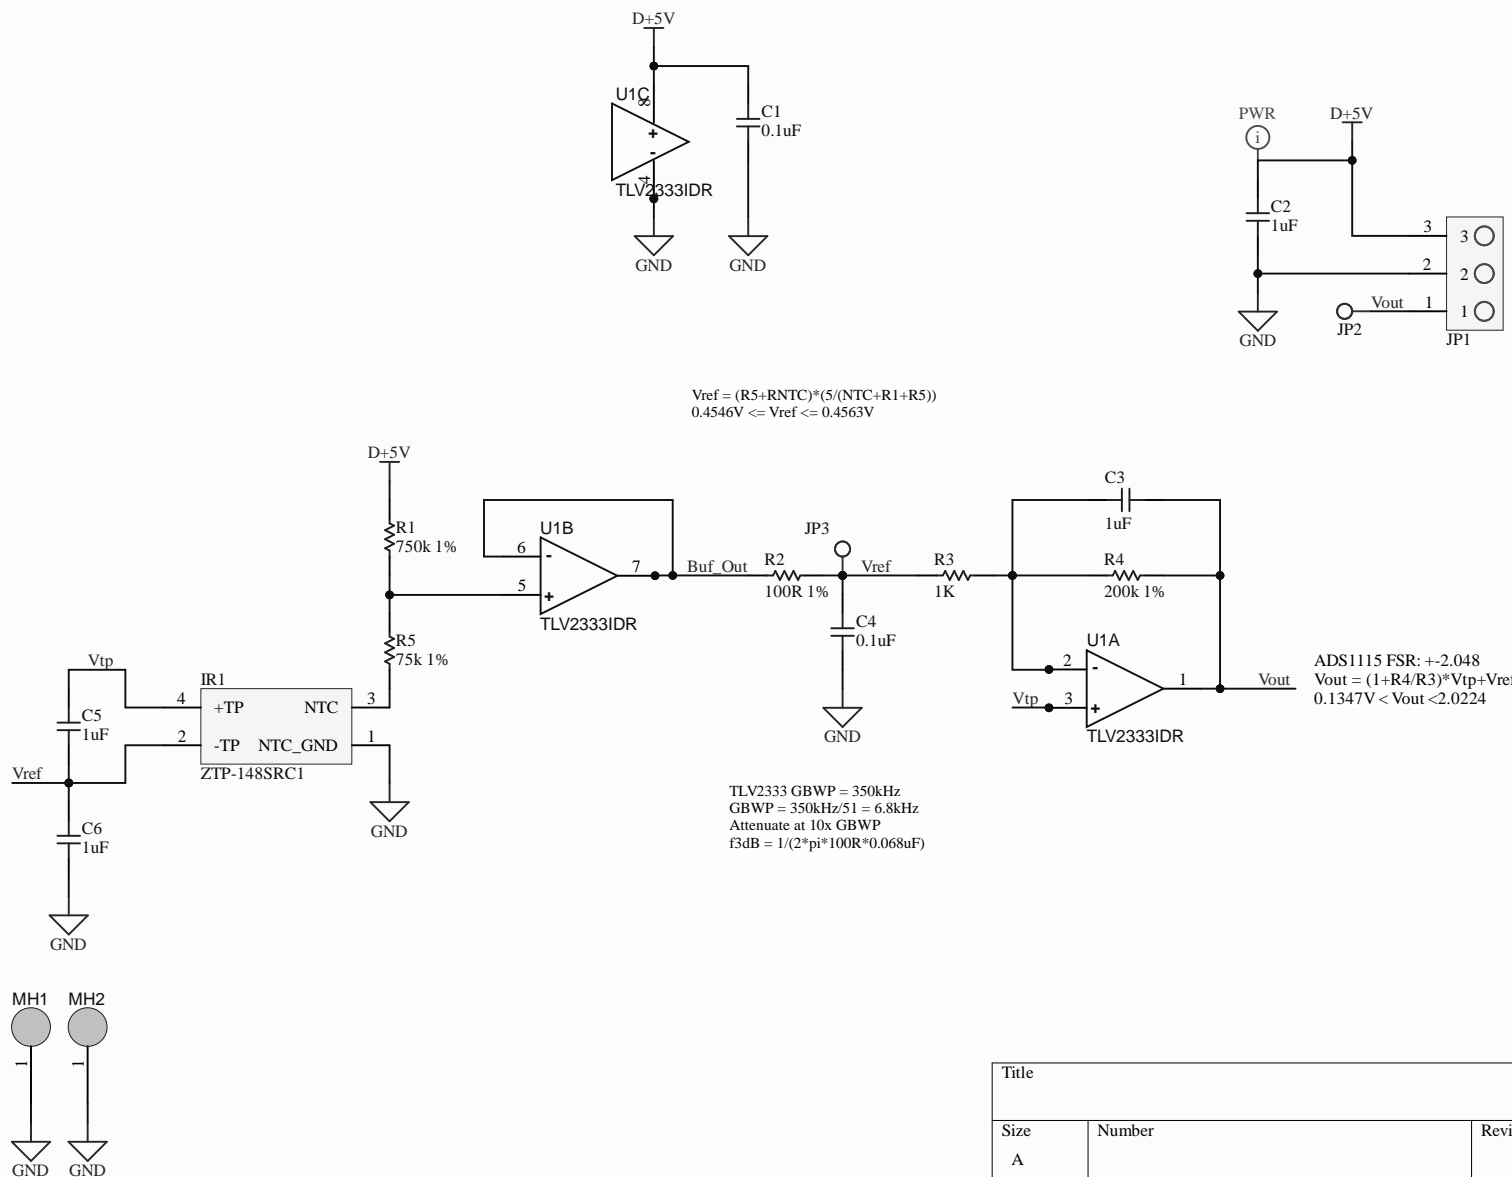 D+5V
U1C
8
+
-
4
TLV2333IDR
C1
0.1uF
GND
GND
PWR
i
D+5V
C2
1uF
3
3
2
2
Vout
1
1
JP2
JP1
GND
Vref = (R5+RNTC)*(5/(NTC+R1+R5))
0.4546V <= Vref <= 0.4563V
D+5V
R1
750k 1%
R5
75k 1%
U1B
6
-
5
+
7
TLV2333IDR
Buf_Out
R2
100R 1%
JP3
Vref
C4
0.1uF
GND
R3
1K
C3
1uF
R4
200k 1%
U1A
2
-
Vtp
3
+
1
TLV2333IDR
Vout
ADS1115 FSR: +-2.048
Vout = (1+R4/R3)*Vtp+Vref
0.1347V < Vout <2.0224
Vtp
C5
1uF
Vref
C6
1uF
GND
IR1
4
+TP
NTC
3
2
-TP
NTC_GND
1
ZTP-148SRC1
GND
TLV2333 GBWP = 350kHz
GBWP = 350kHz/51 = 6.8kHz
Attenuate at 10x GBWP
f3dB = 1/(2*pi*100R*0.068uF)
MH1
MH2
1
1
GND
GND
Title
Size
Number
Revi
A